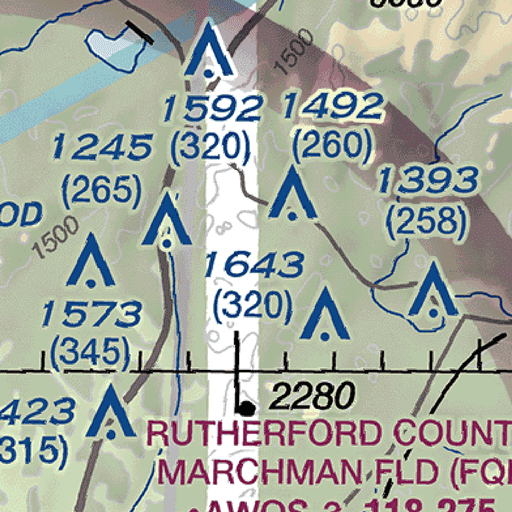 1500
1592 1492
1245 (320) (260)
(265)
1393
(258)
OD
1500
1643
(320)
1573
(345)
2280
423
315)
RUTHERFORD COUNT
MARCHMAN FLD (FQ
AWOS-3 118.275